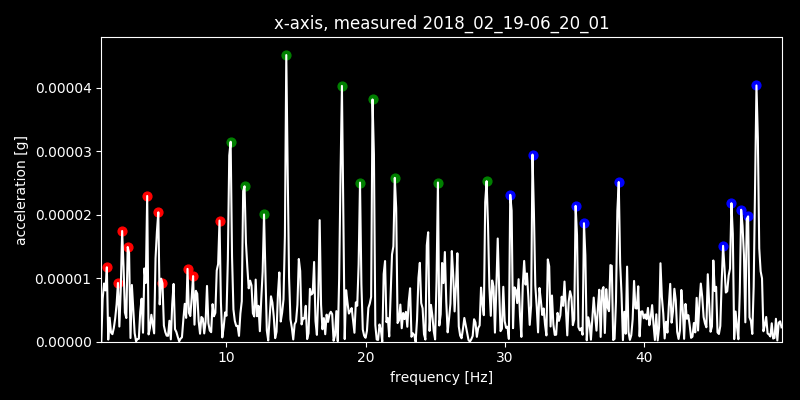 x-axis, measured 2018_02_19-06_20_01
0.00004
0.00003
0.00002
0.00001
0.00000
acceleration [g]
10 20 30 40
frequency [Hz]